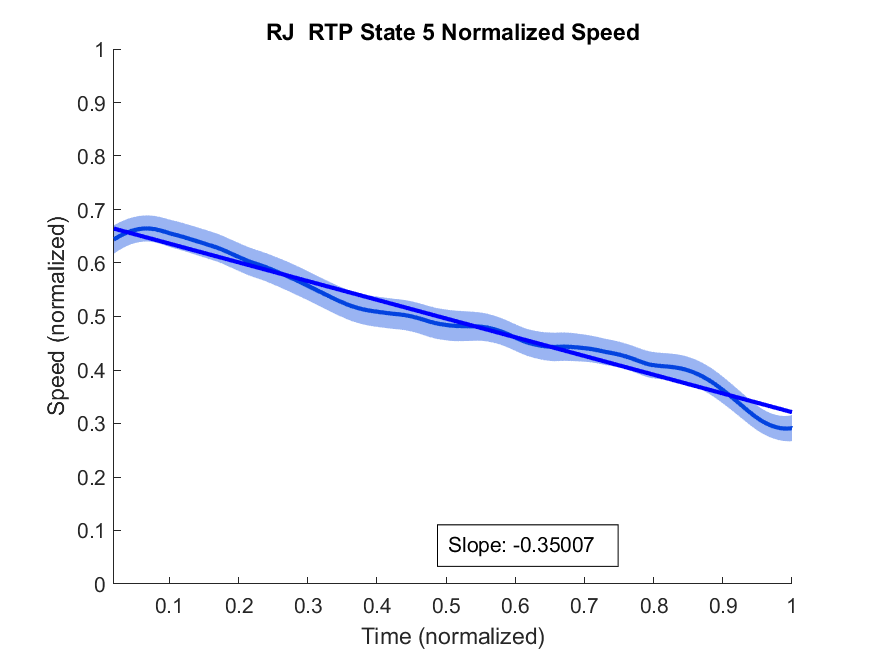 RJ  RTP State 5 Normalized Speed
1
0.9
0.8
0.7
0.6
0.5
0.4
0.3
0.2
0.1
0
Speed (normalized)
Slope: -0.35007
0.1 0.2 0.3 0.4 0.5 0.6 0.7 0.8 0.9 1
Time (normalized)